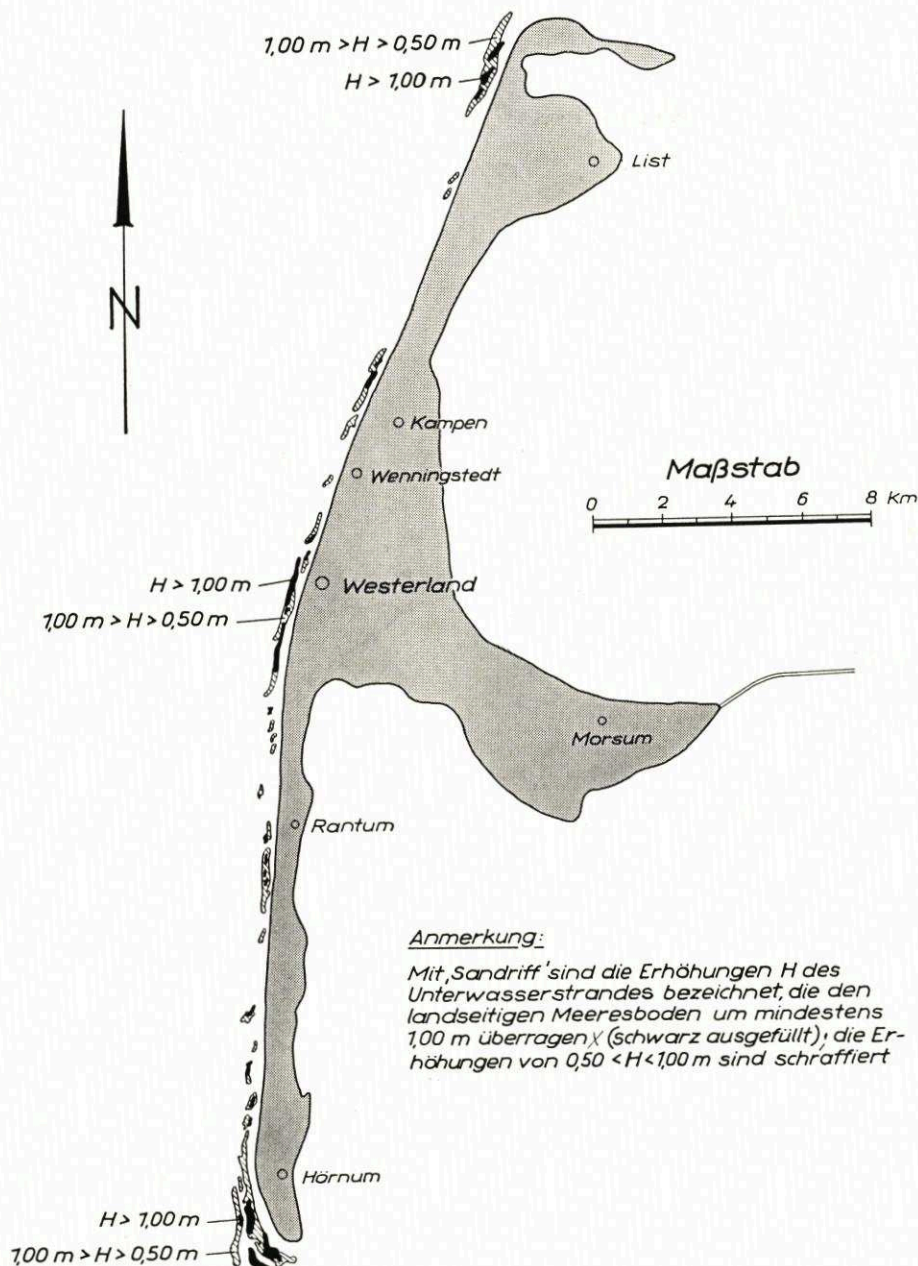 1,00 m > H > 0,50 m
H > 1,00 m
List
N
Kampen
Wenningstedt
Maßstab
0 2 4 6 8 Km
H > 1,00 m
Westerland
1,00 m > H > 0,50 m
Morsum
Rantum
Anmerkung:
Mit ‚Sandriff' sind die Erhöhungen H des
Unterwasserstrandes bezeichnet, die den
landseitigen Meeresboden um mindestens
1,00 m überragen (schwarz ausgefüllt); die Er-
höhungen von 0,50 < H < 1,00 m sind schraffiert
Hörnum
H > 1,00 m
1,00 m > H > 0,50 m